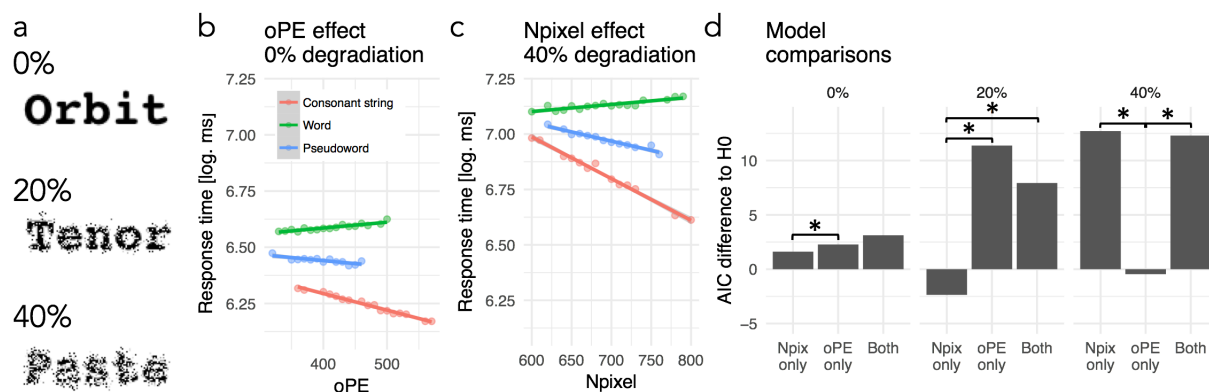 a
0%
Orbit
20%
Tenor
40%
Paste
b
oPE effect
0% degradation
7.25
7.00
6.75
6.50
6.25
Response time [log. ms]
Consonant string
Word
Pseudoword
400
500
oPE
c
Npixel effect
40% degradation
7.25
7.00
6.75
6.50
6.25
Response time [log. ms]
600
650
700
750
800
Npixel
d
Model
comparisons
0%
20%
40%
*
*
*
*
*
10
5
0
−5
AIC difference to H0
Npix only
oPE only
Both
Npix only
oPE only
Both
Npix only
oPE only
Both